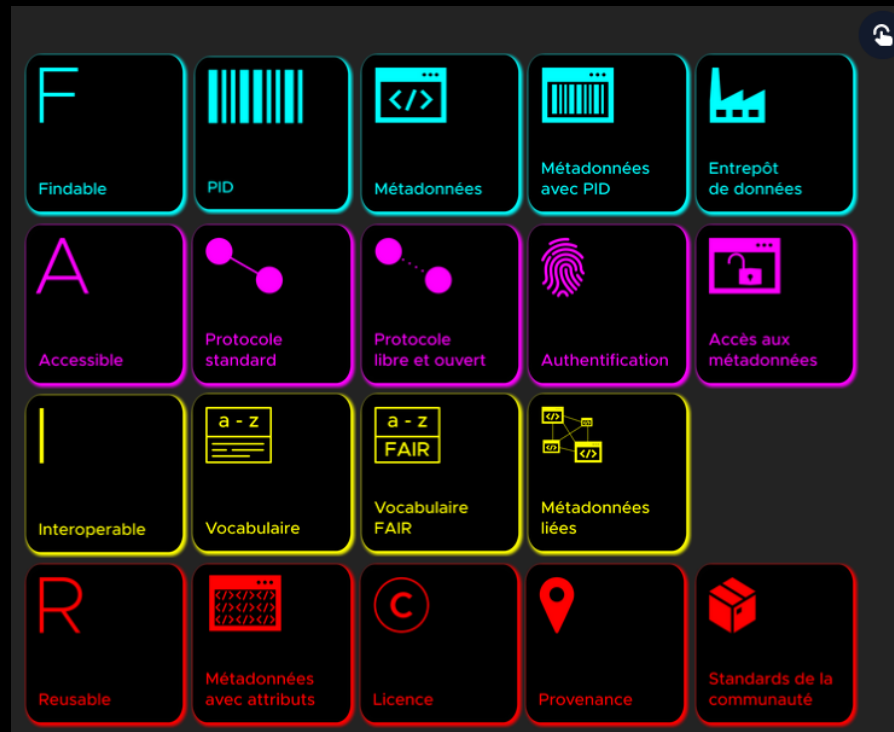 F
Findable
PID
</>
Métadonnées
Métadonnées
avec PID
Entrepôt
de données
A
Accessible
Protocole
standard
Protocole
libre et ouvert
Authentification
Accès aux
métadonnées
I
Interoperable
a - z
Vocabulaire
a - z
FAIR
Vocabulaire
FAIR
</>
</>
</>
</>
Métadonnées
liées
R
Reusable
</></></>
</></></>
</></></>
Métadonnées
avec attributs
C
Licence
Provenance
Standards de la
communauté